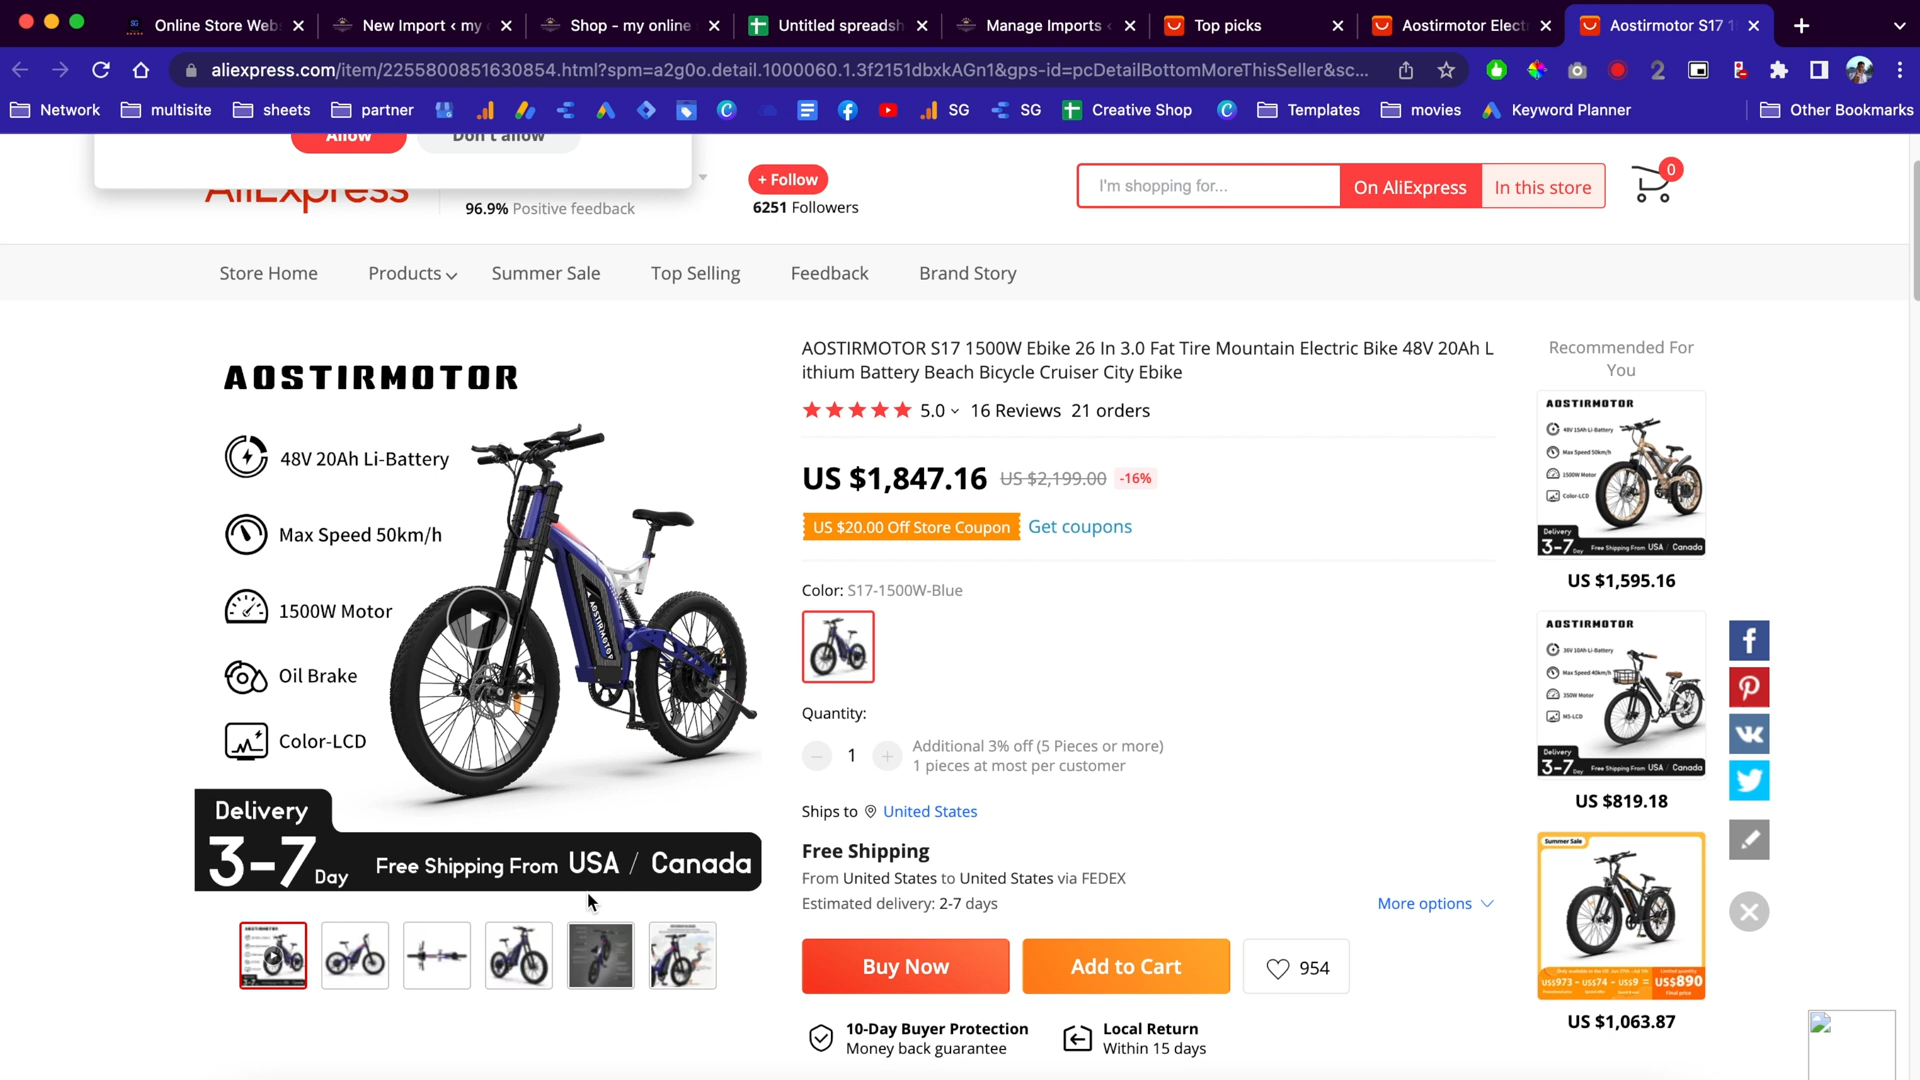 Online Store Web
New Import ‹ my
Shop - my online
Untitled spreadsh
Manage Imports ‹
Top picks
Aostirmotor Elect
Aostirmotor S17 1
aliexpress.com/item/2255800851630854.html?spm=a2g0o.detail.1000060.1.3f2151dbxkAGn1&gps-id=pcDetailBottomMoreThisSeller&sc...
Network
multisite
sheets
partner
SG
SG
Creative Shop
Templates
movies
Keyword Planner
Other Bookmarks
Allow
Don't allow
AliExpress
96.9% Positive feedback
+ Follow
6251 Followers
I'm shopping for...
On AliExpress
In this store
0
Store Home
Products
Summer Sale
Top Selling
Feedback
Brand Story
AOSTIRMOTOR
48V 20Ah Li-Battery
Max Speed 50km/h
1500W Motor
Oil Brake
Color-LCD
AOSTIRMOTOR
Delivery
3-7 Day
Free Shipping From USA / Canada
AOSTIRMOTOR S17 1500W Ebike 26 In 3.0 Fat Tire Mountain Electric Bike 48V 20Ah L
ithium Battery Beach Bicycle Cruiser City Ebike
5.0
16 Reviews
21 orders
US $1,847.16
US $2,199.00
-16%
US $20.00 Off Store Coupon
Get coupons
Color: S17-1500W-Blue
Quantity:
1
Additional 3% off (5 Pieces or more)
1 pieces at most per customer
Ships to
United States
Free Shipping
From United States to United States via FEDEX
Estimated delivery: 2-7 days
More options
Buy Now
Add to Cart
954
10-Day Buyer Protection
Money back guarantee
Local Return
Within 15 days
Recommended For
You
AOSTIRMOTOR
48V 15Ah Li-Battery
Max Speed 50km/h
1500W Motor
Color-LCD
Delivery
3-7 Day
Free Shipping From USA / Canada
US $1,595.16
AOSTIRMOTOR
36V 10Ah Li-Battery
Max Speed 40km/h
350W Motor
M5-LCD
Delivery
3-7 Day
Free Shipping From USA / Canada
US $819.18
Summer Sale
US$973 - US$74 - US$9 = US$890
Final price
US $1,063.87